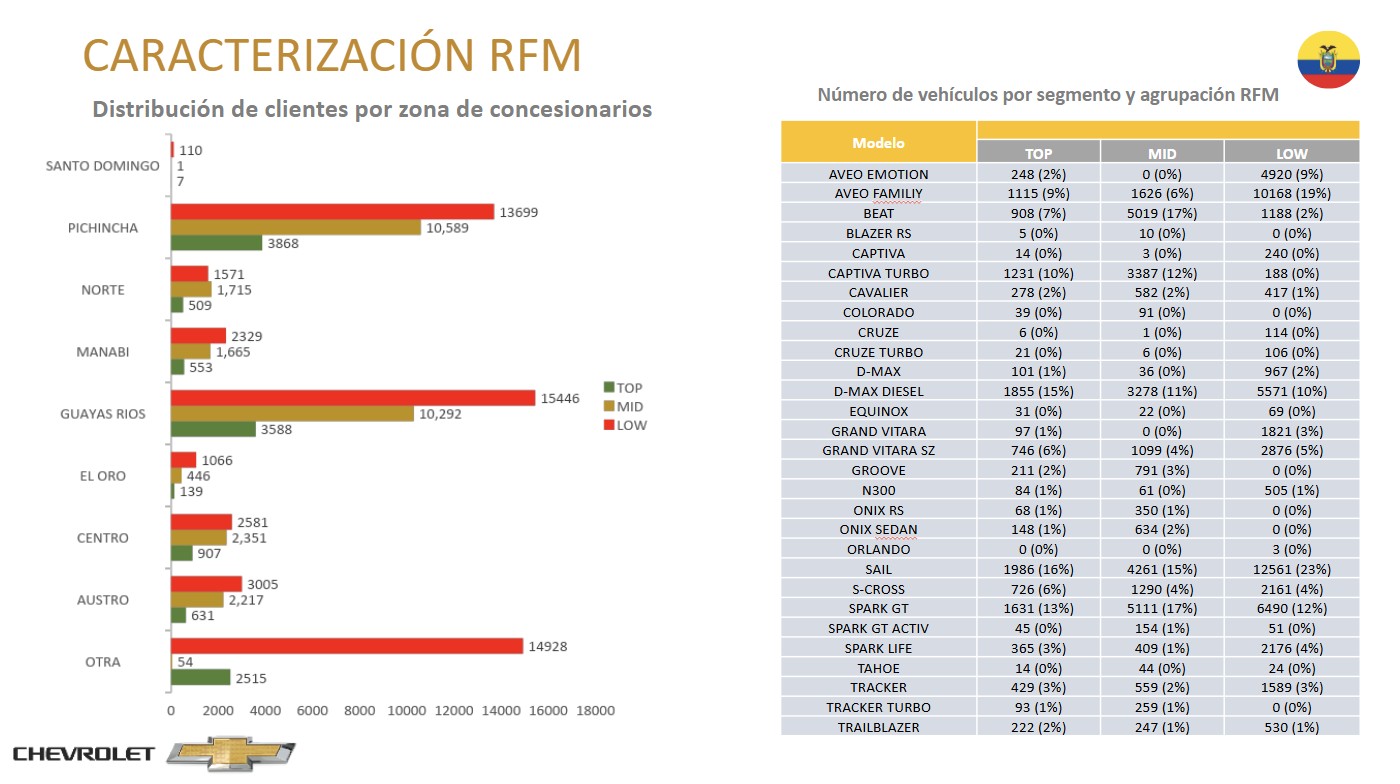 CARACTERIZACIÓN RFM
Distribución de clientes por zona de concesionarios
SANTO DOMINGO
110
1
7
PICHINCHA
13699
10,589
3868
NORTE
1571
1,715
509
MANABI
2329
1,665
553
GUAYAS RIOS
15446
10,292
3588
EL ORO
1066
446
139
CENTRO
2581
2,351
907
AUSTRO
3005
2,217
631
OTRA
14928
54
2515
0 2000 4000 6000 8000 10000 12000 14000 16000 18000
TOP
MID
LOW
CHEVROLET
Número de vehículos por segmento y agrupación RFM
Modelo
TOP MID LOW
AVEO EMOTION 248 (2%) 0 (0%) 4920 (9%)
AVEO FAMILIY 1115 (9%) 1626 (6%) 10168 (19%)
BEAT 908 (7%) 5019 (17%) 1188 (2%)
BLAZER RS 5 (0%) 10 (0%) 0 (0%)
CAPTIVA 14 (0%) 3 (0%) 240 (0%)
CAPTIVA TURBO 1231 (10%) 3387 (12%) 188 (0%)
CAVALIER 278 (2%) 582 (2%) 417 (1%)
COLORADO 39 (0%) 91 (0%) 0 (0%)
CRUZE 6 (0%) 1 (0%) 114 (0%)
CRUZE TURBO 21 (0%) 6 (0%) 106 (0%)
D-MAX 101 (1%) 36 (0%) 967 (2%)
D-MAX DIESEL 1855 (15%) 3278 (11%) 5571 (10%)
EQUINOX 31 (0%) 22 (0%) 69 (0%)
GRAND VITARA 97 (1%) 0 (0%) 1821 (3%)
GRAND VITARA SZ 746 (6%) 1099 (4%) 2876 (5%)
GROOVE 211 (2%) 791 (3%) 0 (0%)
N300 84 (1%) 61 (0%) 505 (1%)
ONIX RS 68 (1%) 350 (1%) 0 (0%)
ONIX SEDAN 148 (1%) 634 (2%) 0 (0%)
ORLANDO 0 (0%) 0 (0%) 3 (0%)
SAIL 1986 (16%) 4261 (15%) 12561 (23%)
S-CROSS 726 (6%) 1290 (4%) 2161 (4%)
SPARK GT 1631 (13%) 5111 (17%) 6490 (12%)
SPARK GT ACTIV 45 (0%) 154 (1%) 51 (0%)
SPARK LIFE 365 (3%) 409 (1%) 2176 (4%)
TAHOE 14 (0%) 44 (0%) 24 (0%)
TRACKER 429 (3%) 559 (2%) 1589 (3%)
TRACKER TURBO 93 (1%) 259 (1%) 0 (0%)
TRAILBLAZER 222 (2%) 247 (1%) 530 (1%)